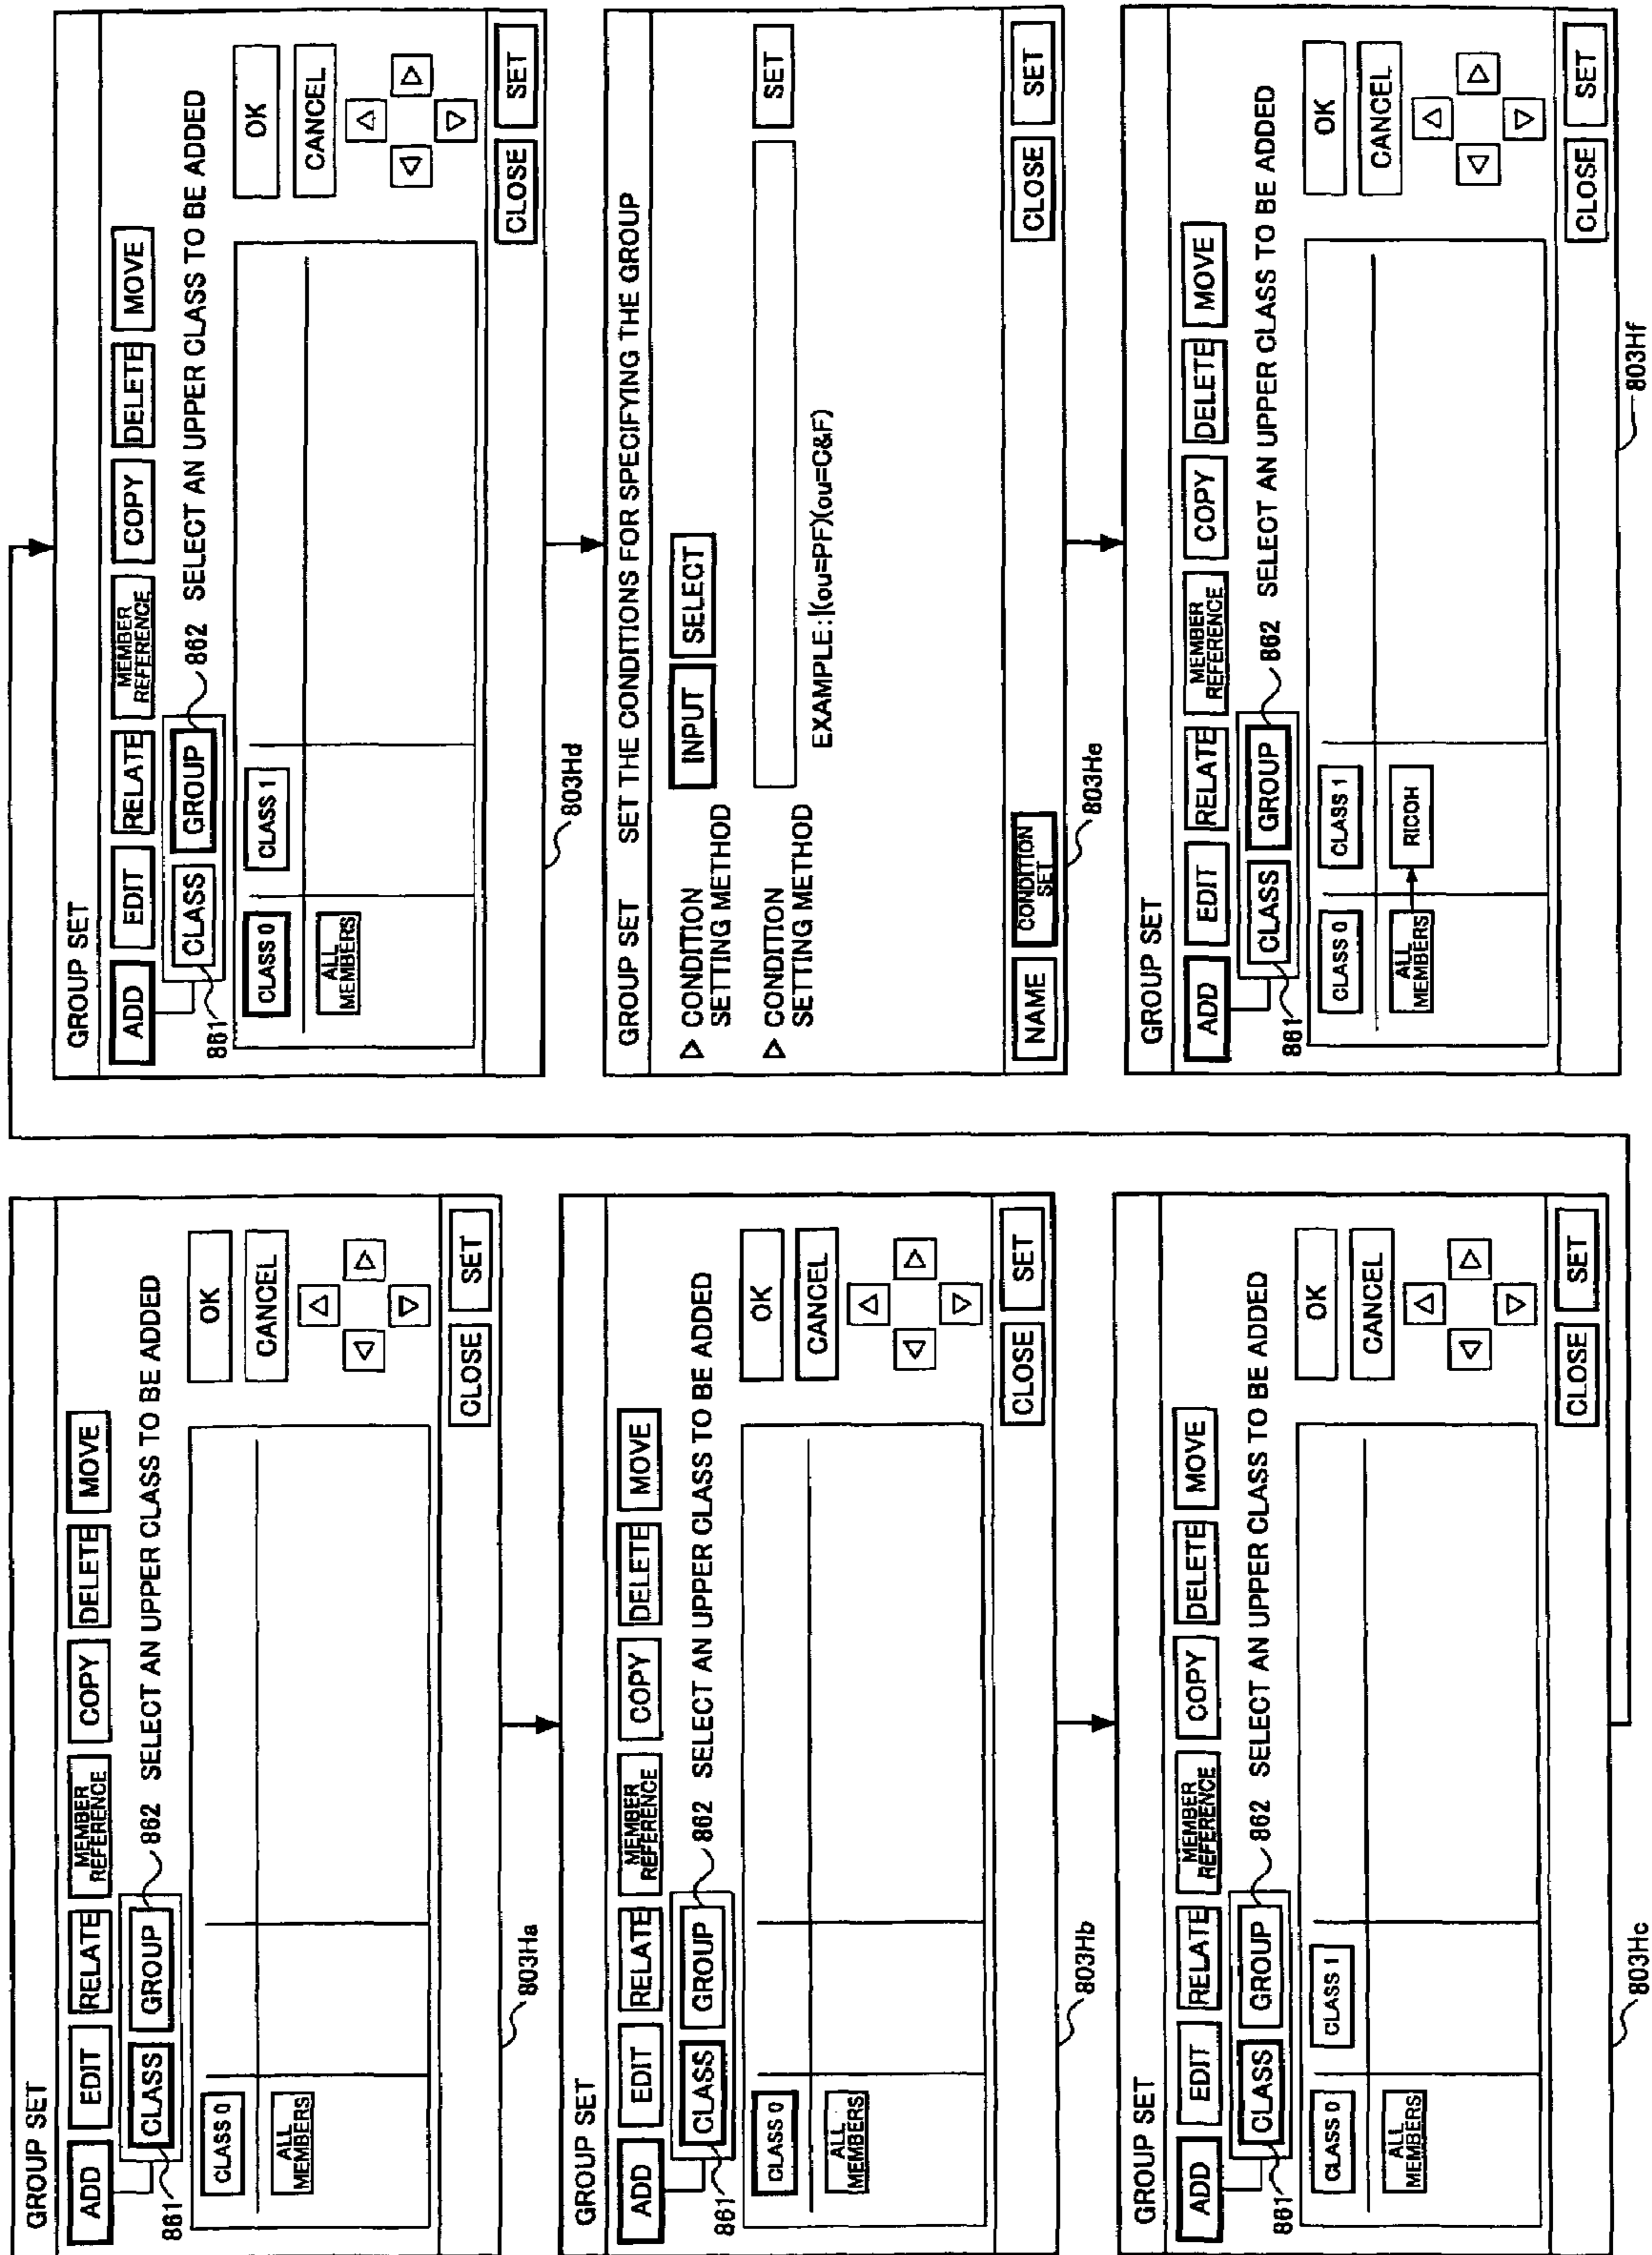 GROUP SET
ADD EDIT RELATE MEMBER REFERENCE COPY DELETE MOVE
861 CLASS GROUP 862 SELECT AN UPPER CLASS TO BE ADDED
CLASS 0
ALL MEMBERS
OK
CANCEL
CLOSE SET
803Ha
GROUP SET
ADD EDIT RELATE MEMBER REFERENCE COPY DELETE MOVE
861 CLASS GROUP 862 SELECT AN UPPER CLASS TO BE ADDED
CLASS 0
ALL MEMBERS
OK
CANCEL
CLOSE SET
803Hb
GROUP SET
ADD EDIT RELATE MEMBER REFERENCE COPY DELETE MOVE
861 CLASS GROUP 862 SELECT AN UPPER CLASS TO BE ADDED
CLASS 0 CLASS 1
ALL MEMBERS
OK
CANCEL
CLOSE SET
803Hc
GROUP SET
ADD EDIT RELATE MEMBER REFERENCE COPY DELETE MOVE
861 CLASS GROUP 862 SELECT AN UPPER CLASS TO BE ADDED
CLASS 0 CLASS 1
ALL MEMBERS
OK
CANCEL
CLOSE SET
803Hd
GROUP SET SET THE CONDITIONS FOR SPECIFYING THE GROUP
▷ CONDITION SETTING METHOD INPUT SELECT
▷ CONDITION SETTING METHOD SET
EXAMPLE:|(ou=PF)(ou=C&F)
NAME CONDITION SET CLOSE SET
803He
GROUP SET
ADD EDIT RELATE MEMBER REFERENCE COPY DELETE MOVE
861 CLASS GROUP 862 SELECT AN UPPER CLASS TO BE ADDED
CLASS 0 CLASS 1
ALL MEMBERS RICOH
OK
CANCEL
CLOSE SET
803Hf